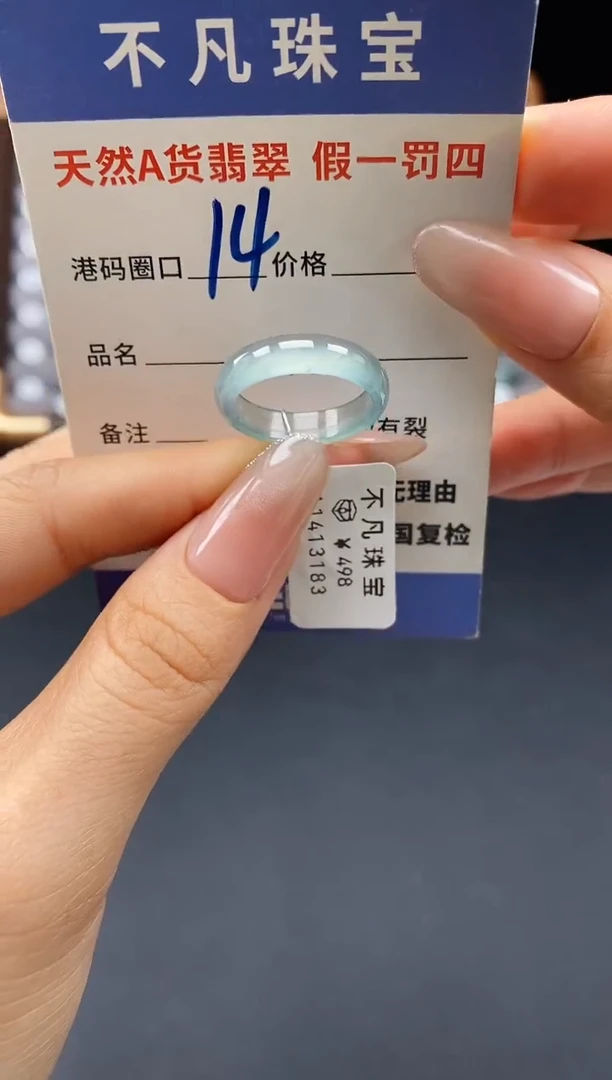 不凡珠宝
天然A货翡翠 假一罚四
港码圈口 14 价格
品名
备注 有裂
无理由
国复检
不凡珠宝
498
1413183